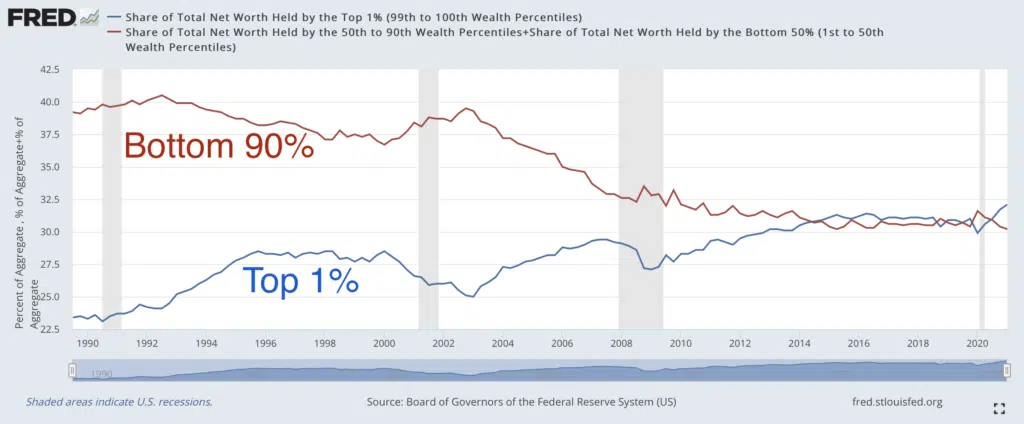 FRED
Share of Total Net Worth Held by the Top 1% (99th to 100th Wealth Percentiles)
Share of Total Net Worth Held by the 50th to 90th Wealth Percentiles+Share of Total Net Worth Held by the Bottom 50% (1st to 50th
Wealth Percentiles)
Percent of Aggregate , % of Aggregate+% of
Aggregate
42.5
40.0
37.5
35.0
32.5
30.0
27.5
25.0
22.5
Bottom 90%
Top 1%
1990
1992
1994
1996
1998
2000
2002
2004
2006
2008
2010
2012
2014
2016
2018
2020
1990
Shaded areas indicate U.S. recessions.
Source: Board of Governors of the Federal Reserve System (US)
fred.stlouisfed.org